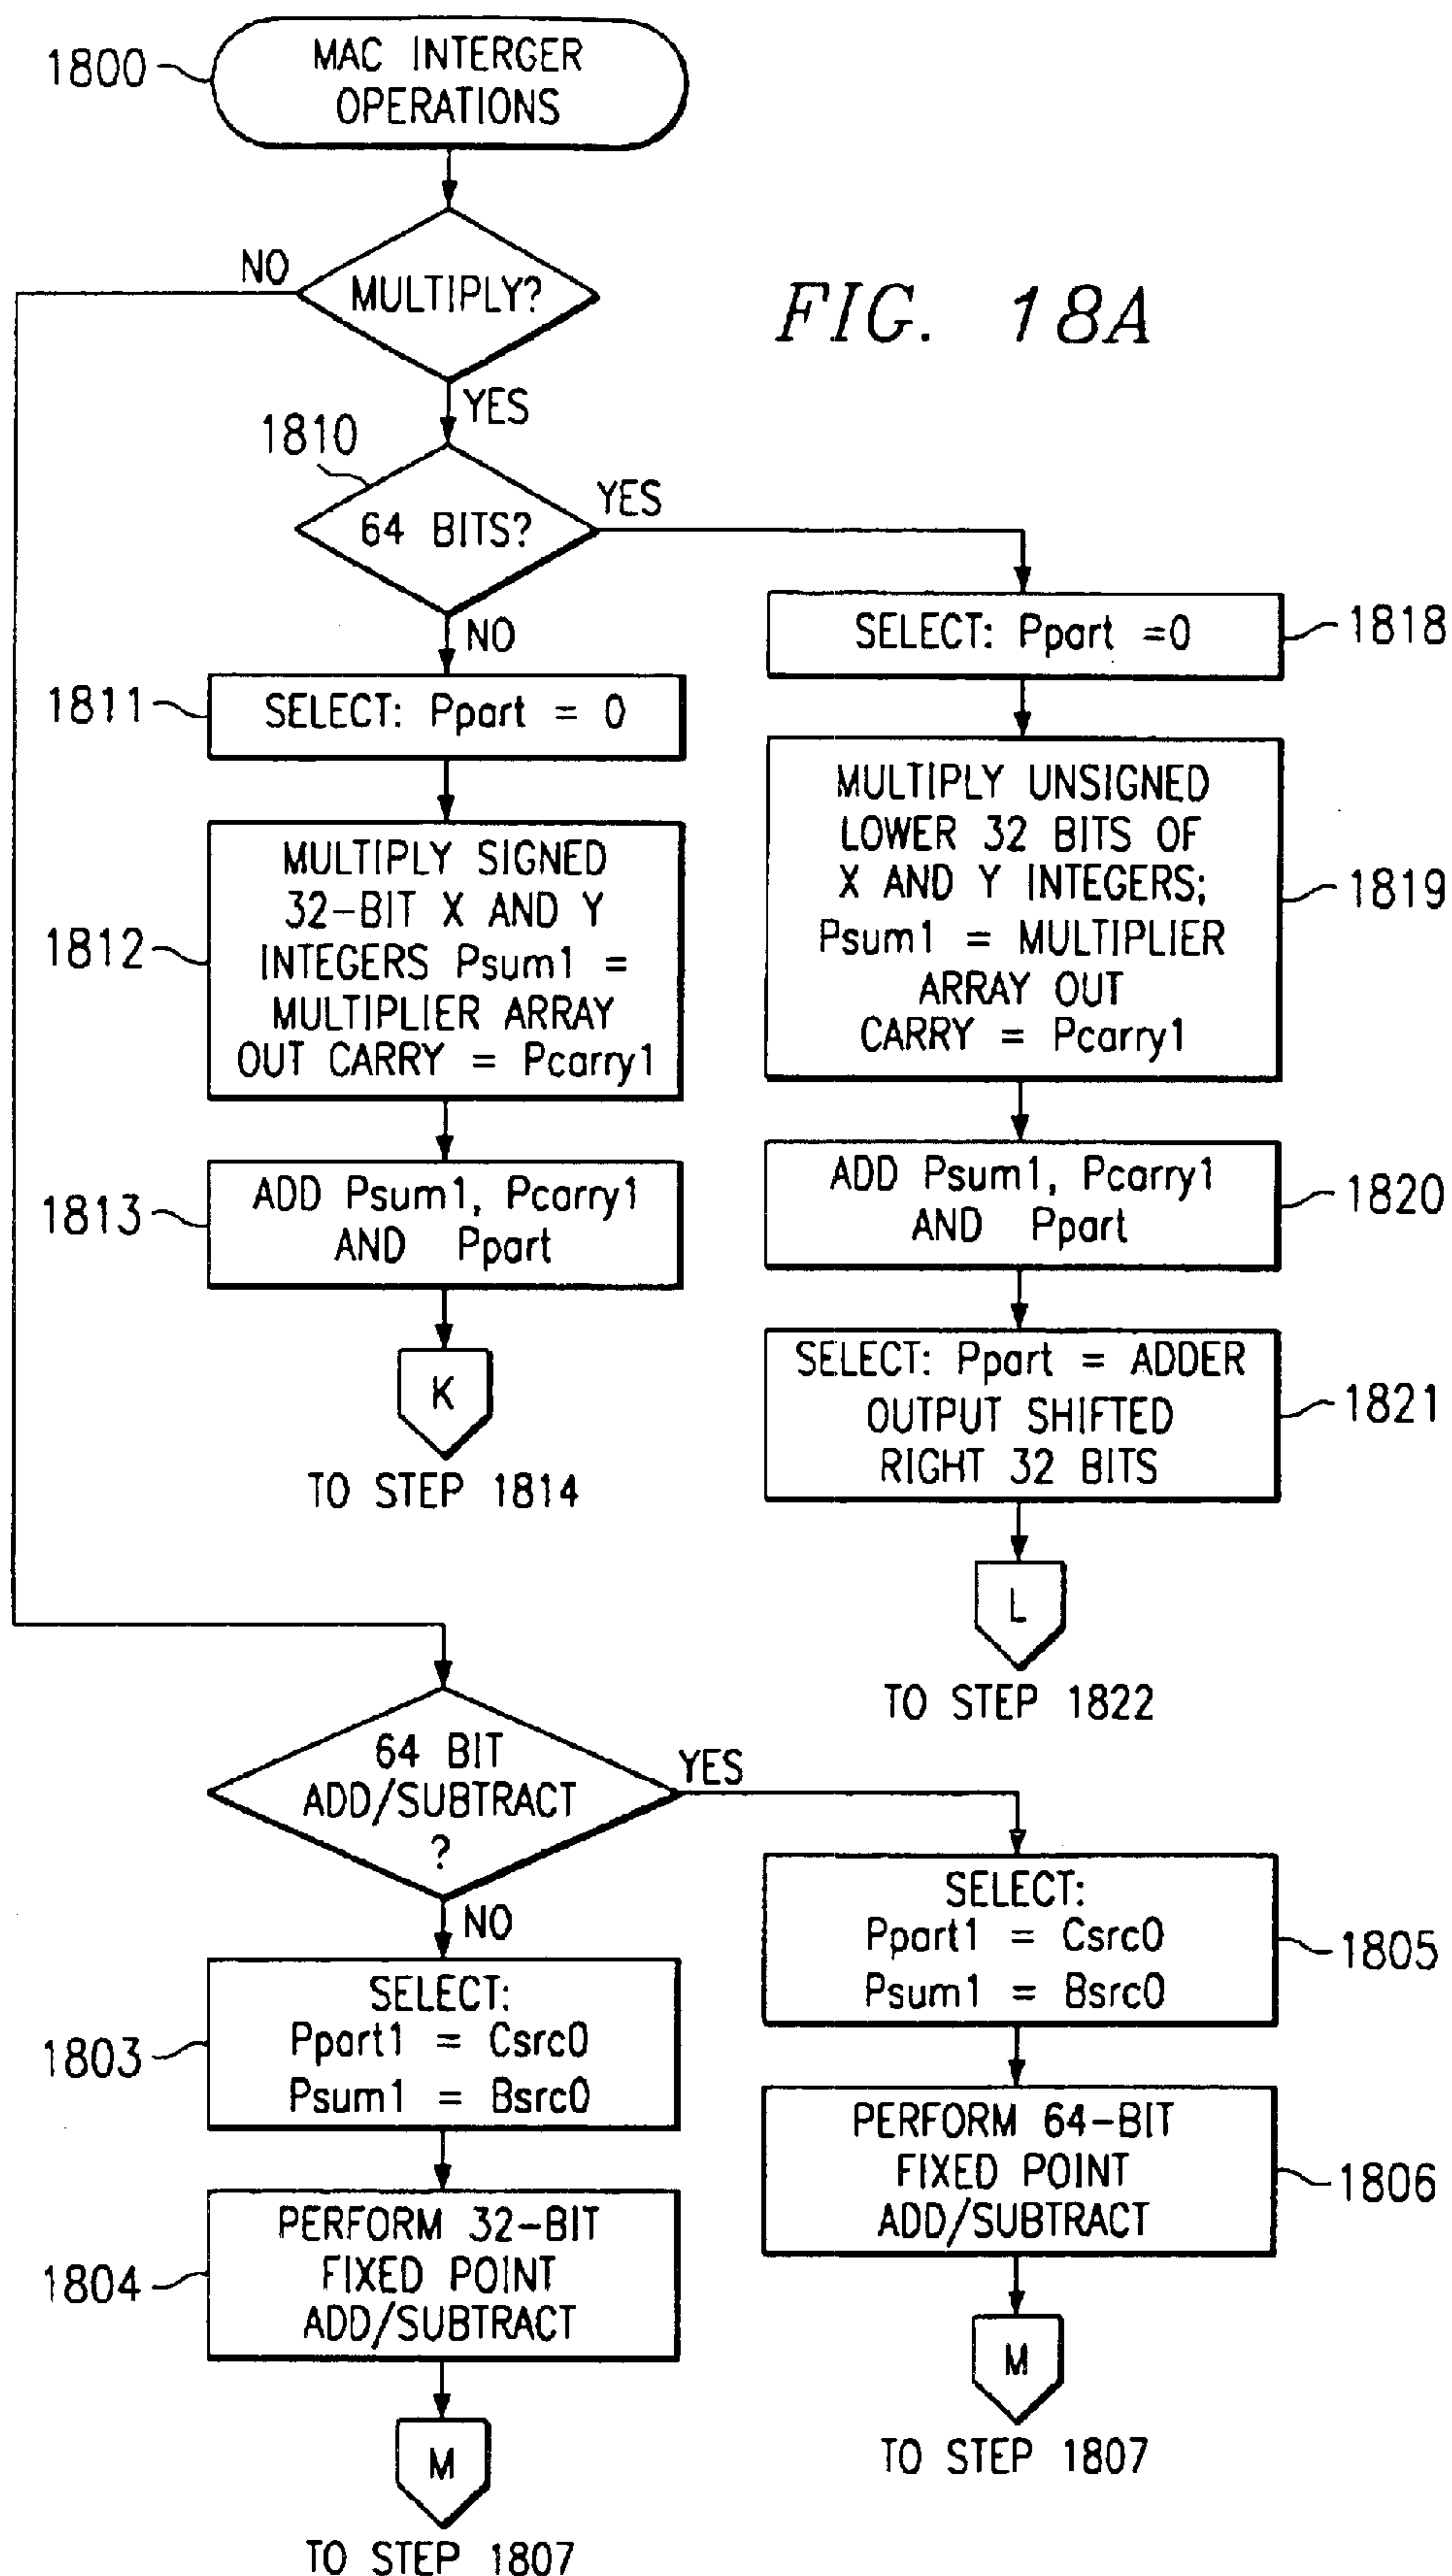 1800
MAC INTERGER
OPERATIONS
NO
MULTIPLY?
FIG. 18A
YES
1810
64 BITS?
YES
NO
SELECT: Ppart =0
1818
1811
SELECT: Ppart = 0
MULTIPLY UNSIGNED
LOWER 32 BITS OF
X AND Y INTEGERS;
Psum1 = MULTIPLIER
ARRAY OUT
CARRY = Pcarry1
1819
1812
MULTIPLY SIGNED
32-BIT X AND Y
INTEGERS Psum1 =
MULTIPLIER ARRAY
OUT CARRY = Pcarry1
1813
ADD Psum1, Pcarry1
AND Ppart
ADD Psum1, Pcarry1
AND Ppart
1820
K
TO STEP 1814
SELECT: Ppart = ADDER
OUTPUT SHIFTED
RIGHT 32 BITS
1821
L
TO STEP 1822
64 BIT
ADD/SUBTRACT
?
YES
NO
SELECT:
Ppart1 = Csrc0
Psum1 = Bsrc0
1805
1803
SELECT:
Ppart1 = Csrc0
Psum1 = Bsrc0
PERFORM 64-BIT
FIXED POINT
ADD/SUBTRACT
1806
1804
PERFORM 32-BIT
FIXED POINT
ADD/SUBTRACT
M
TO STEP 1807
M
TO STEP 1807